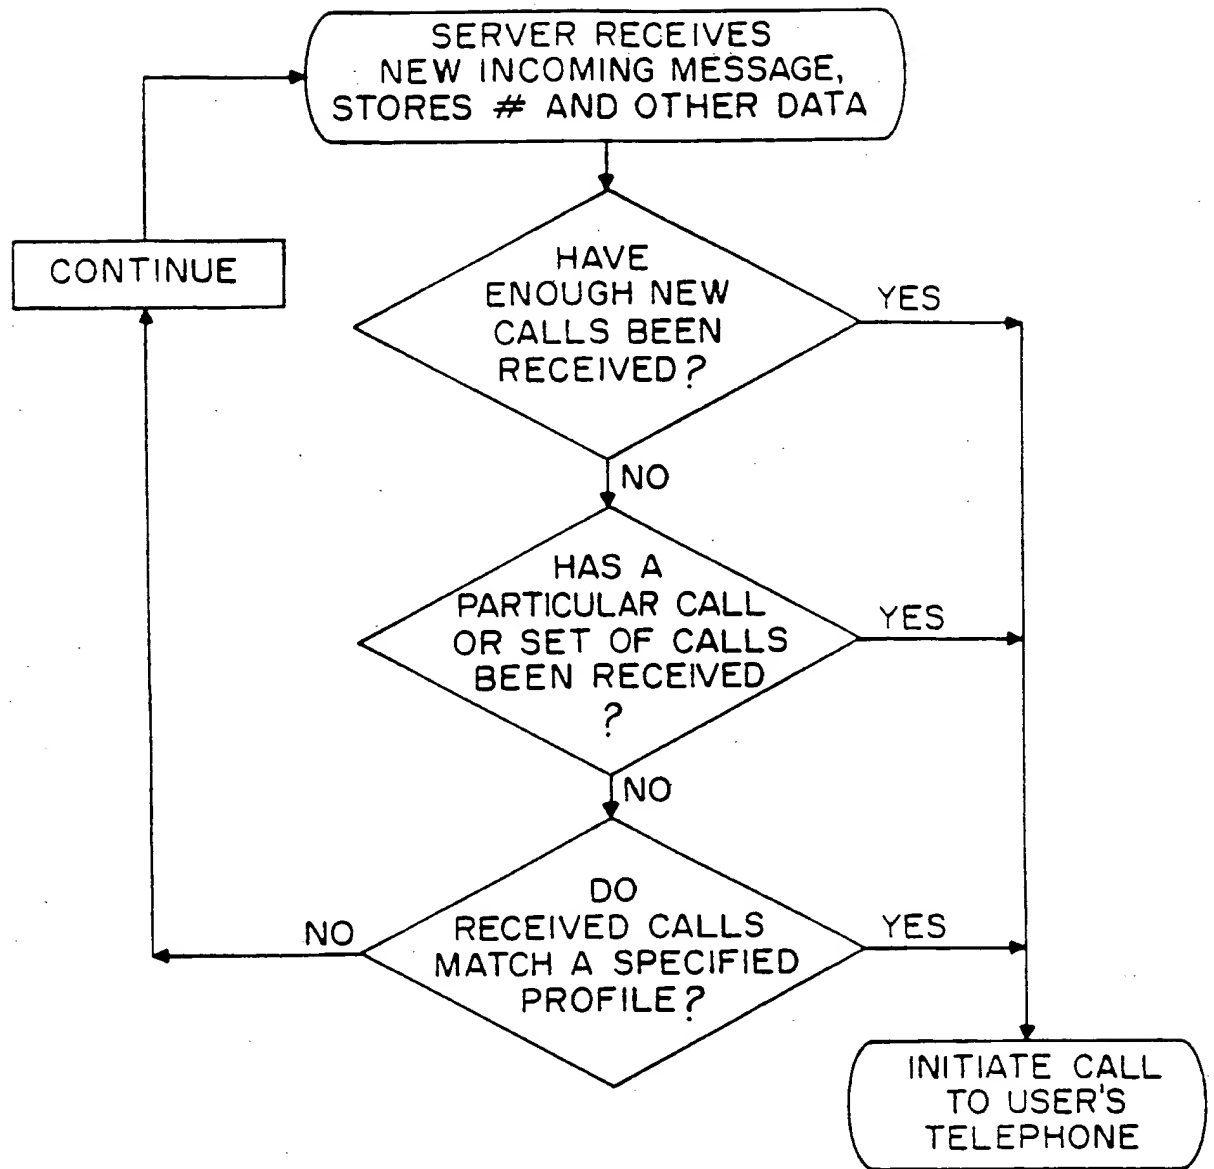 SERVER RECEIVES
NEW INCOMING MESSAGE,
STORES # AND OTHER DATA
CONTINUE
HAVE
ENOUGH NEW
CALLS BEEN
RECEIVED?
YES
NO
HAS A
PARTICULAR CALL
OR SET OF CALLS
BEEN RECEIVED
?
YES
NO
DO
RECEIVED CALLS
MATCH A SPECIFIED
PROFILE?
NO
YES
INITIATE CALL
TO USER'S
TELEPHONE